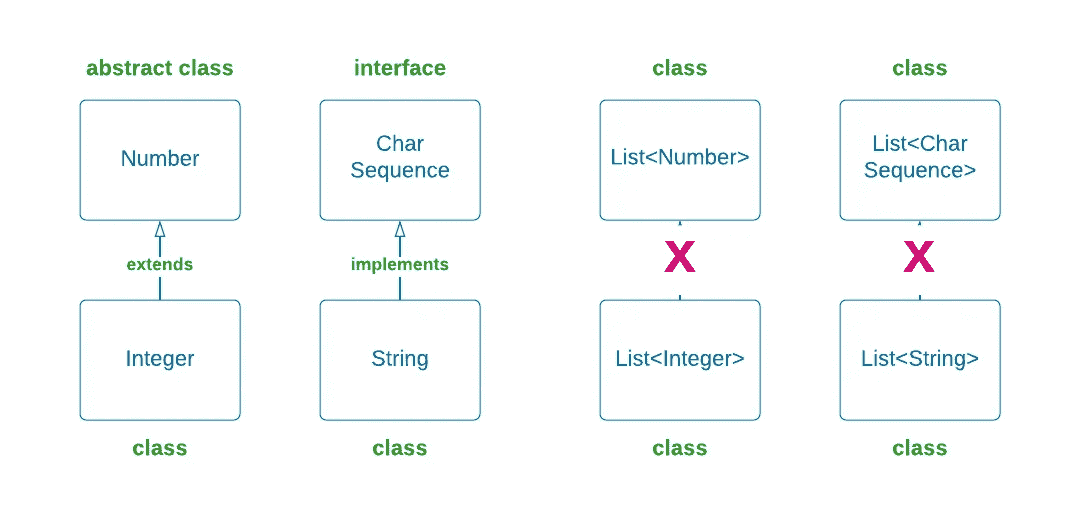 abstract class
interface
class
class
Number
Char
Sequence
List<Number>
List<Char
Sequence>
extends
implements
X
X
Integer
String
List<Integer>
List<String>
class
class
class
class